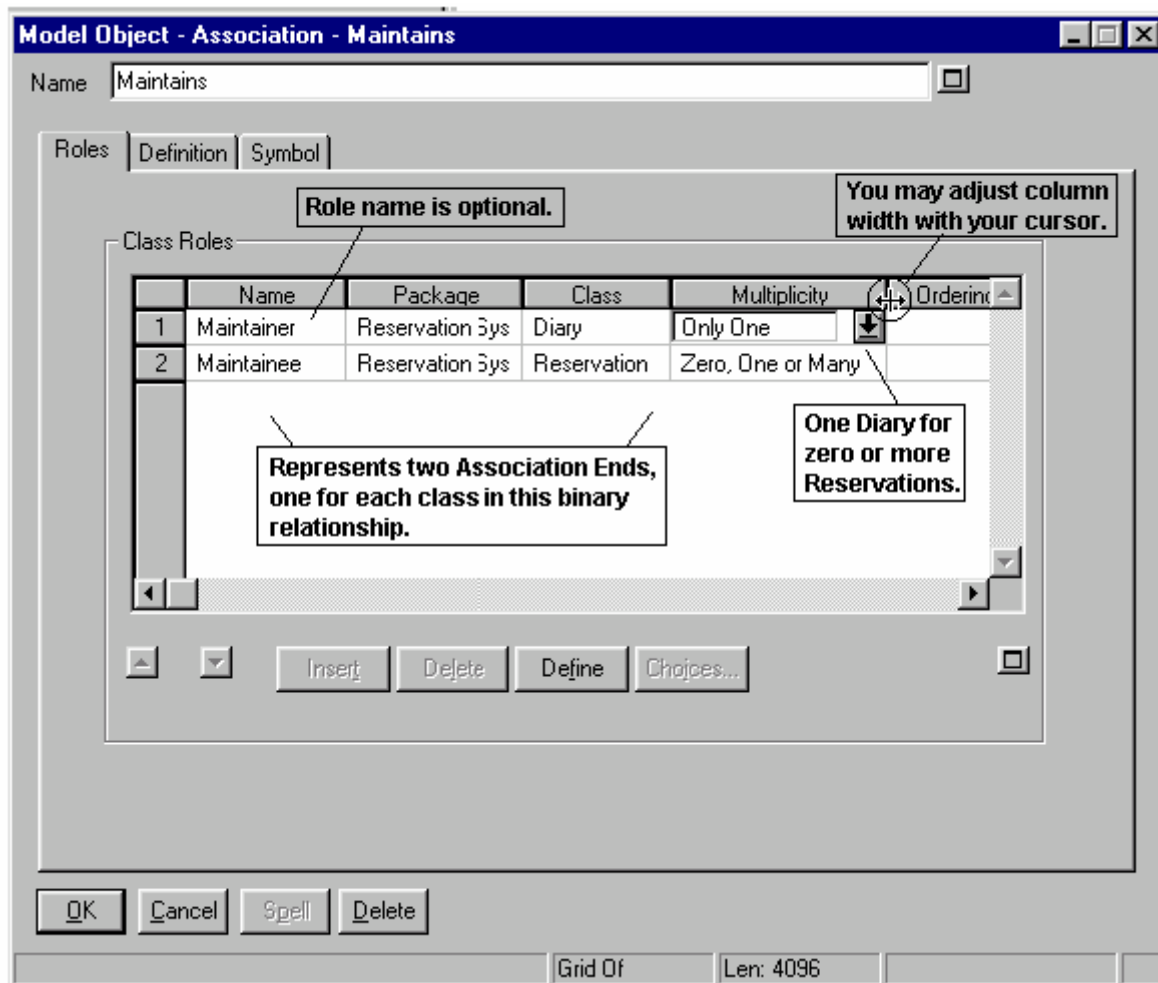 Model Object - Association - Maintains
Name Maintains
Roles Definition Symbol
Role name is optional.
You may adjust column
width with your cursor.
Class Roles
Name Package Class Multiplicity Ordering
1 Maintainer Reservation Sys Diary Only One
2 Maintainee Reservation Sys Reservation Zero, One or Many
One Diary for
zero or more
Reservations.
Represents two Association Ends,
one for each class in this binary
relationship.
Insert Delete Define Choices...
OK Cancel Spell Delete
Grid Of Len: 4096